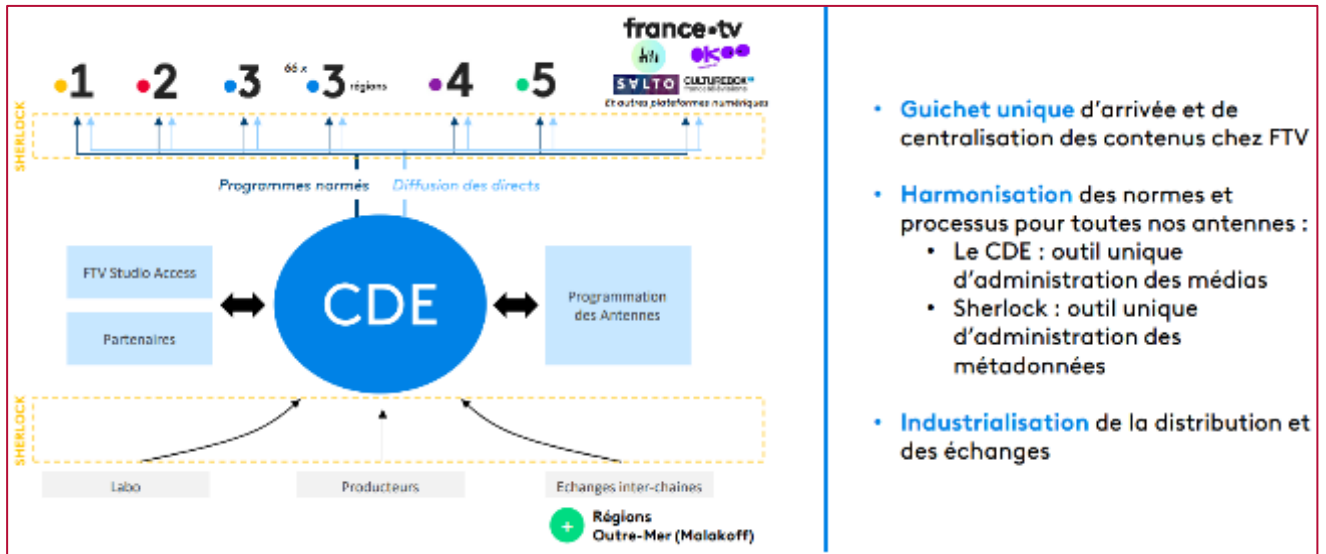 france•tv
okoo
SALTO CULTUREBOX
france•télévisions
Et autres plateformes numériques
1 2 3 66 x 3 régions 4 5
SHERLOCK
Programmes normés Diffusion des directs
FTV Studio Access
Partenaires
CDE
Programmation
des Antennes
SHERLOCK
Labo Producteurs Echanges inter-chaines
+ Régions
Outre-Mer (Malakoff)
• Guichet unique d’arrivée et de
centralisation des contenus chez FTV
• Harmonisation des normes et
processus pour toutes nos antennes :
• Le CDE : outil unique
d’administration des médias
• Sherlock : outil unique
d’administration des
métadonnées
• Industrialisation de la distribution et
des échanges